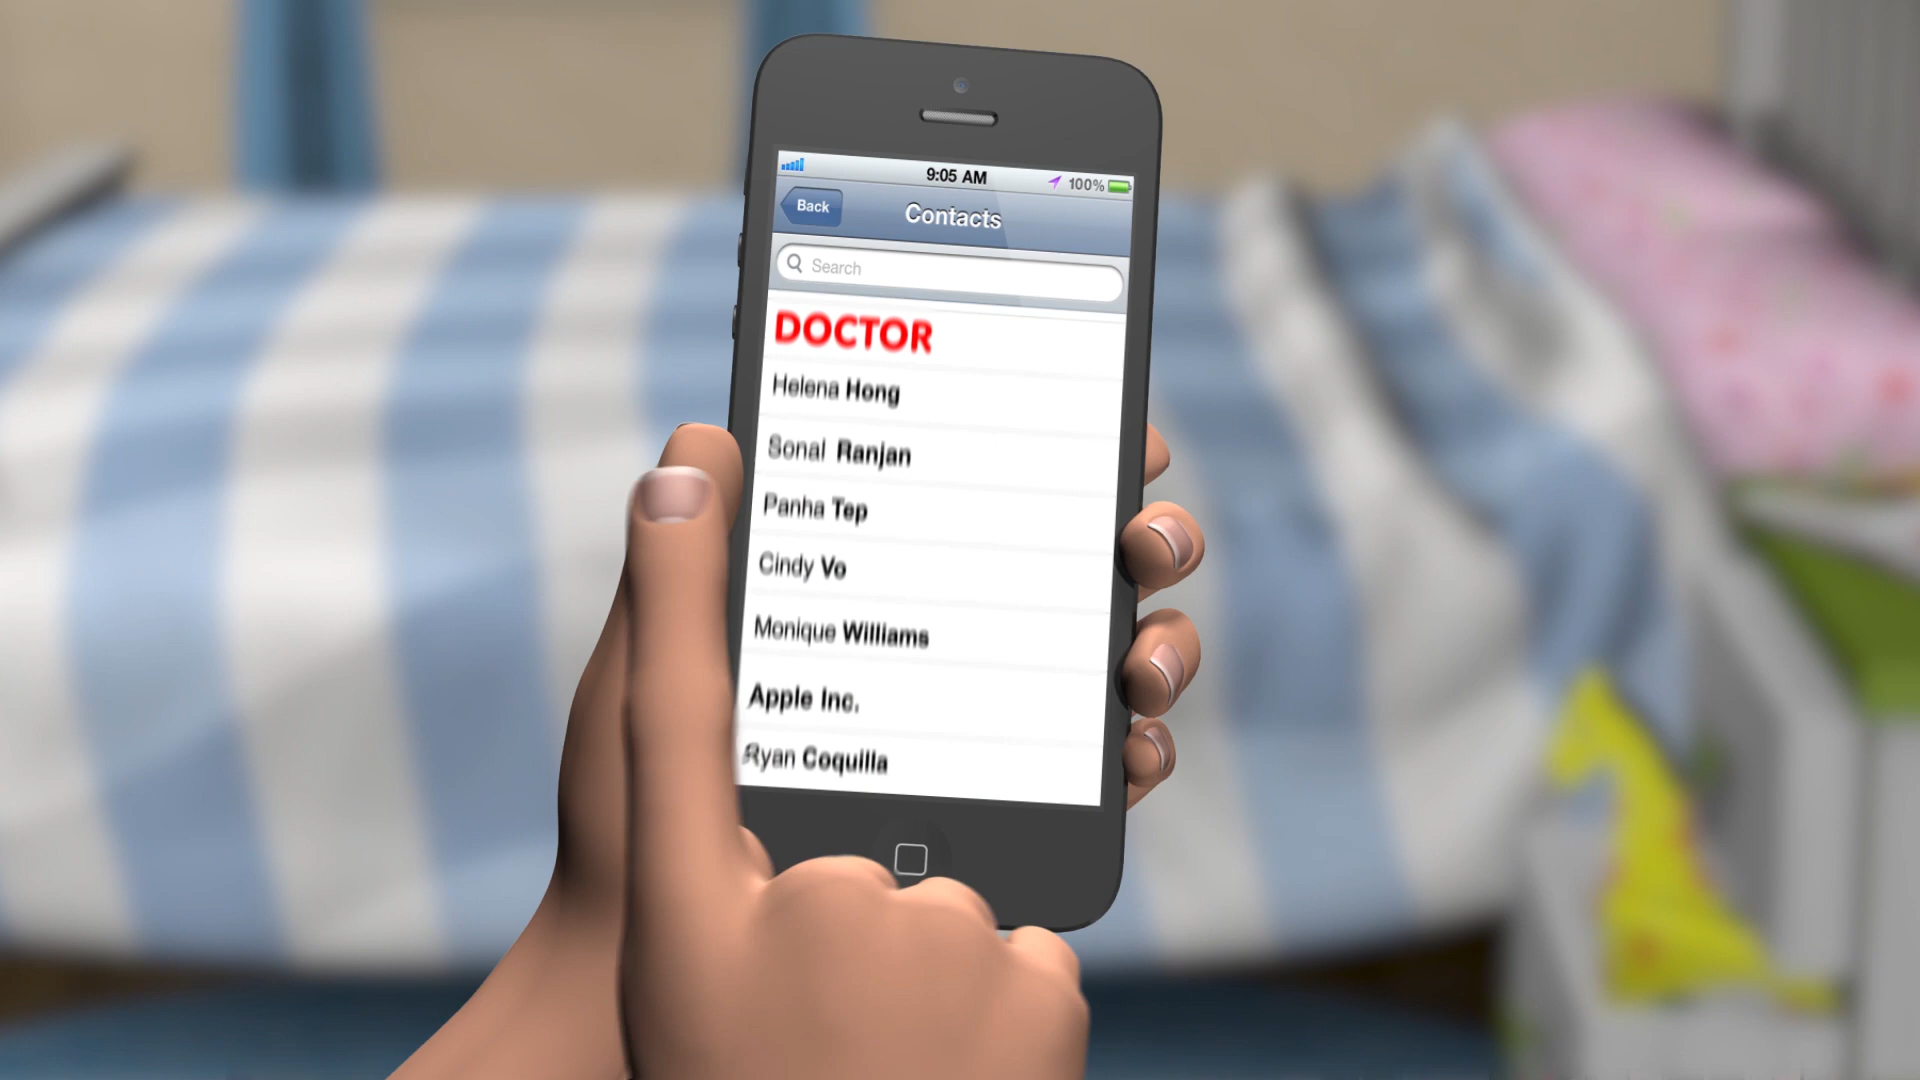 9:05 AM 100%
Back Contacts
Search
DOCTOR
Helena Hong
Sonal Ranjan
Panha Tep
Cindy Vo
Monique Williams
Apple Inc.
Ryan Coquilla